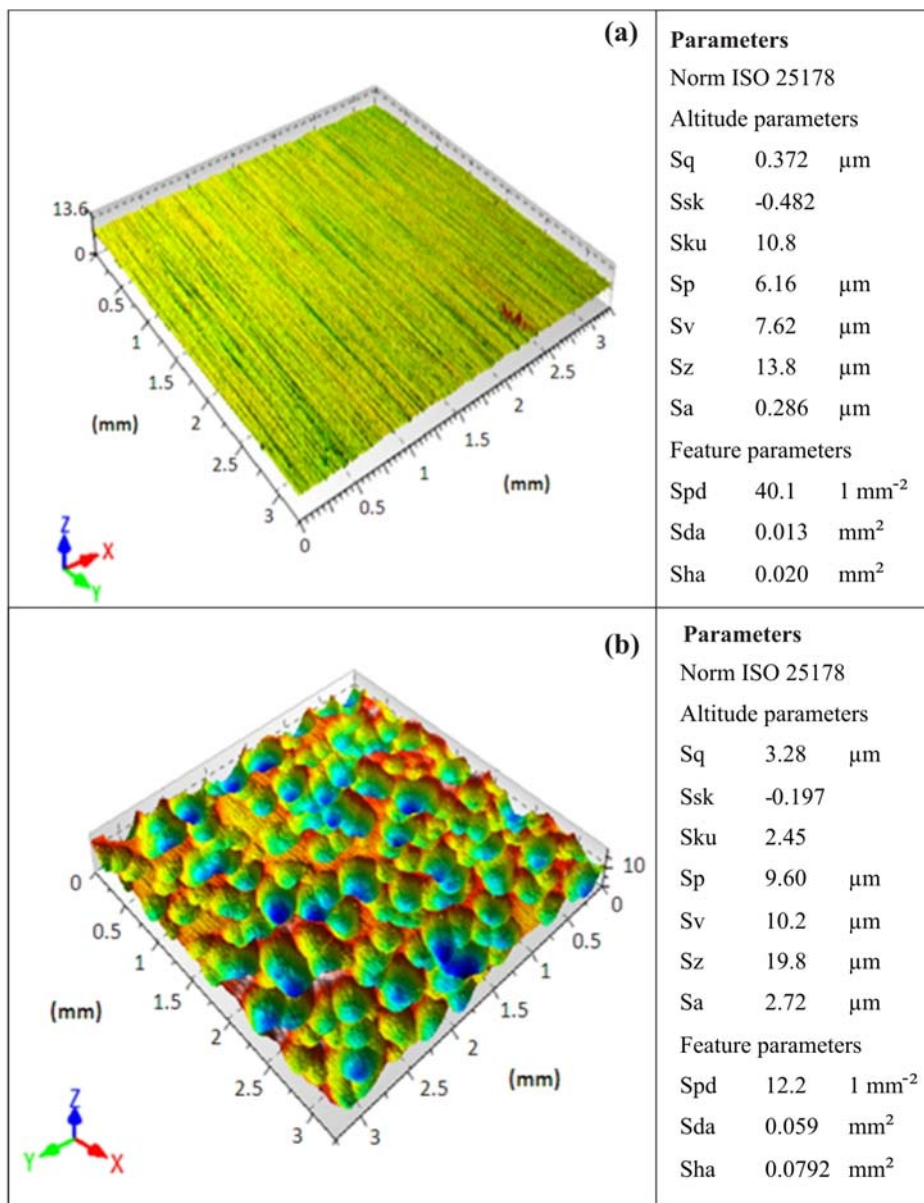 (a)
13.6
0
0.5
1
1.5
2
2.5
3
(mm)
0
0.5
1
1.5
2
2.5
3
(mm)
Z
X
Y
Parameters
Norm ISO 25178
Altitude parameters
Sq 0.372 µm
Ssk -0.482
Sku 10.8
Sp 6.16 µm
Sv 7.62 µm
Sz 13.8 µm
Sa 0.286 µm
Feature parameters
Spd 40.1 1 mm⁻²
Sda 0.013 mm²
Sha 0.020 mm²
(b)
0
0.5
1
1.5
2
2.5
3
(mm)
10
0
0.5
1
1.5
2
2.5
3
(mm)
Z
Y
X
Parameters
Norm ISO 25178
Altitude parameters
Sq 3.28 µm
Ssk -0.197
Sku 2.45
Sp 9.60 µm
Sv 10.2 µm
Sz 19.8 µm
Sa 2.72 µm
Feature parameters
Spd 12.2 1 mm⁻²
Sda 0.059 mm²
Sha 0.0792 mm²